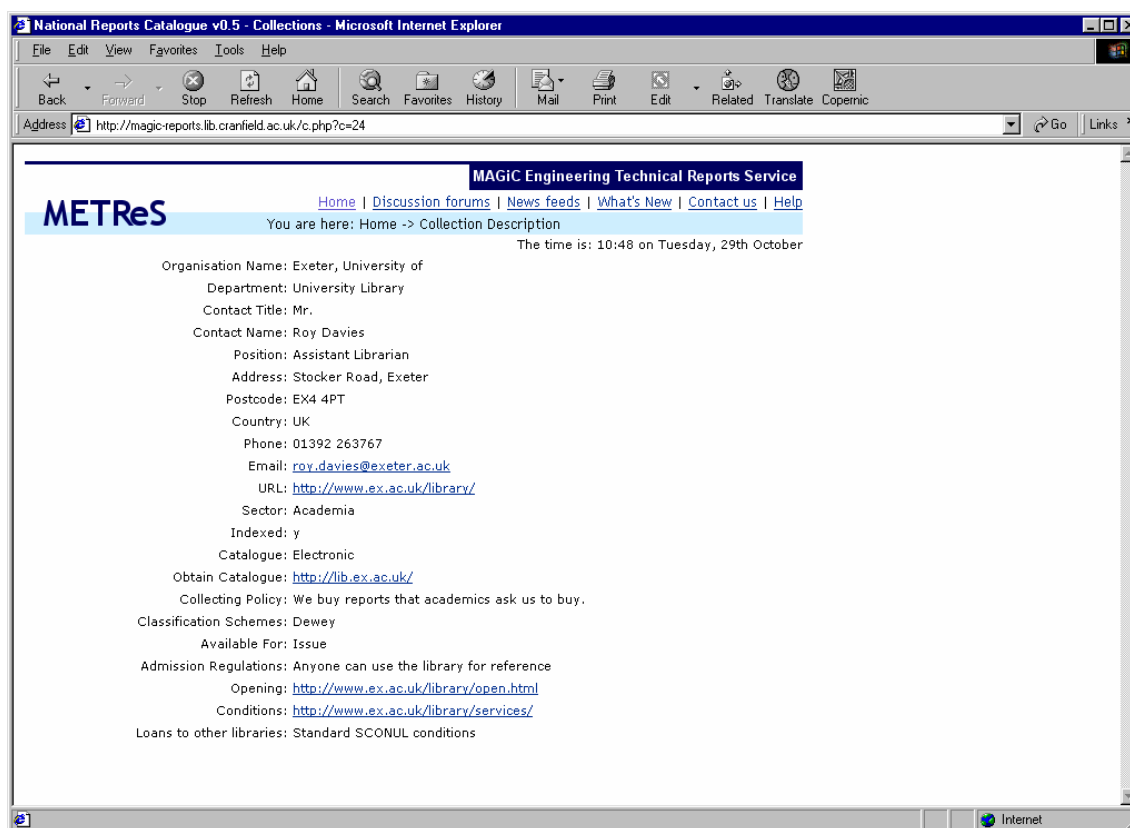 National Reports Catalogue v0.5 - Collections - Microsoft Internet Explorer
File Edit View Favorites Tools Help
Back Forward Stop Refresh Home Search Favorites History Mail Print Edit Related Translate Copernic
Address http://magic-reports.lib.cranfield.ac.uk/c.php?c=24 Go Links
MAGiC Engineering Technical Reports Service
METReS
Home | Discussion forums | News feeds | What's New | Contact us | Help
You are here: Home -> Collection Description
The time is: 10:48 on Tuesday, 29th October
Organisation Name: Exeter, University of
Department: University Library
Contact Title: Mr.
Contact Name: Roy Davies
Position: Assistant Librarian
Address: Stocker Road, Exeter
Postcode: EX4 4PT
Country: UK
Phone: 01392 263767
Email: roy.davies@exeter.ac.uk
URL: http://www.ex.ac.uk/library/
Sector: Academia
Indexed: y
Catalogue: Electronic
Obtain Catalogue: http://lib.ex.ac.uk/
Collecting Policy: We buy reports that academics ask us to buy.
Classification Schemes: Dewey
Available For: Issue
Admission Regulations: Anyone can use the library for reference
Opening: http://www.ex.ac.uk/library/open.html
Conditions: http://www.ex.ac.uk/library/services/
Loans to other libraries: Standard SCONUL conditions
Internet